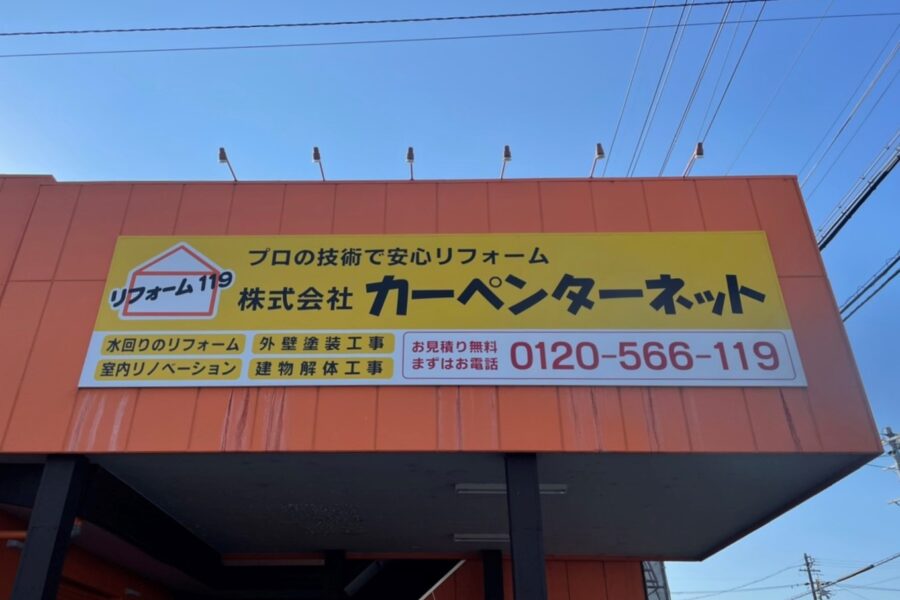 プロの技術で安心リフォーム
リフォーム119
株式会社 カーペンターネット
水回りのリフォーム 外壁塗装工事
室内リノベーション 建物解体工事
お見積り無料
まずはお電話
0120-566-119